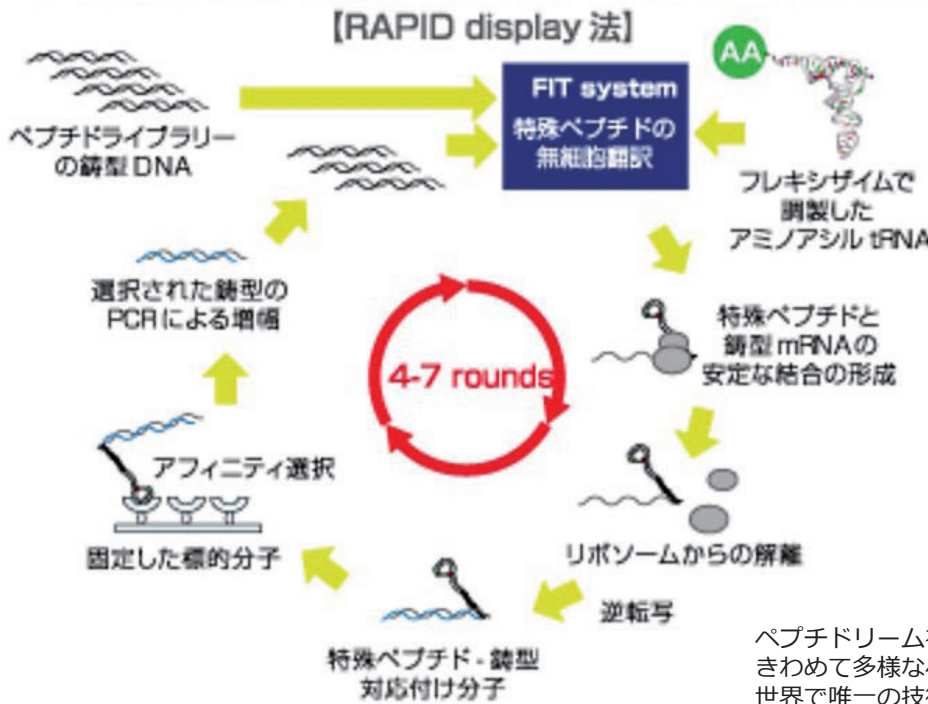 【RAPID display 法】
ペプチドライブラリー
の鋳型 DNA
FIT system
特殊ペプチドの
無細胞翻訳
AA
フレキシザイムで
調製した
アミノアシル tRNA
特殊ペプチドと
鋳型 mRNAの
安定な結合の形成
リボソームからの解離
逆転写
特殊ペプチド - 鋳型
対応付け分子
アフィニティ選択
固定した標的分子
選択された鋳型の
PCR による増幅
4-7 rounds
ペプチドリーム
きわめて多様な
世界で唯一の技